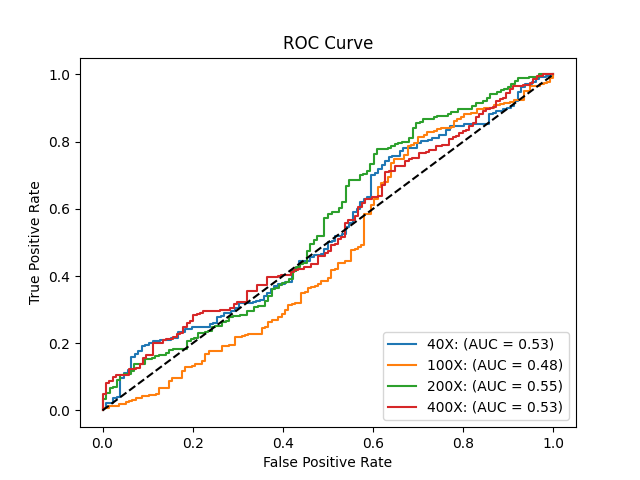 ROC Curve
True Positive Rate
1.0
0.8
0.6
0.4
0.2
0.0
40X: (AUC = 0.53)
100X: (AUC = 0.48)
200X: (AUC = 0.55)
400X: (AUC = 0.53)
0.0 0.2 0.4 0.6 0.8 1.0
False Positive Rate